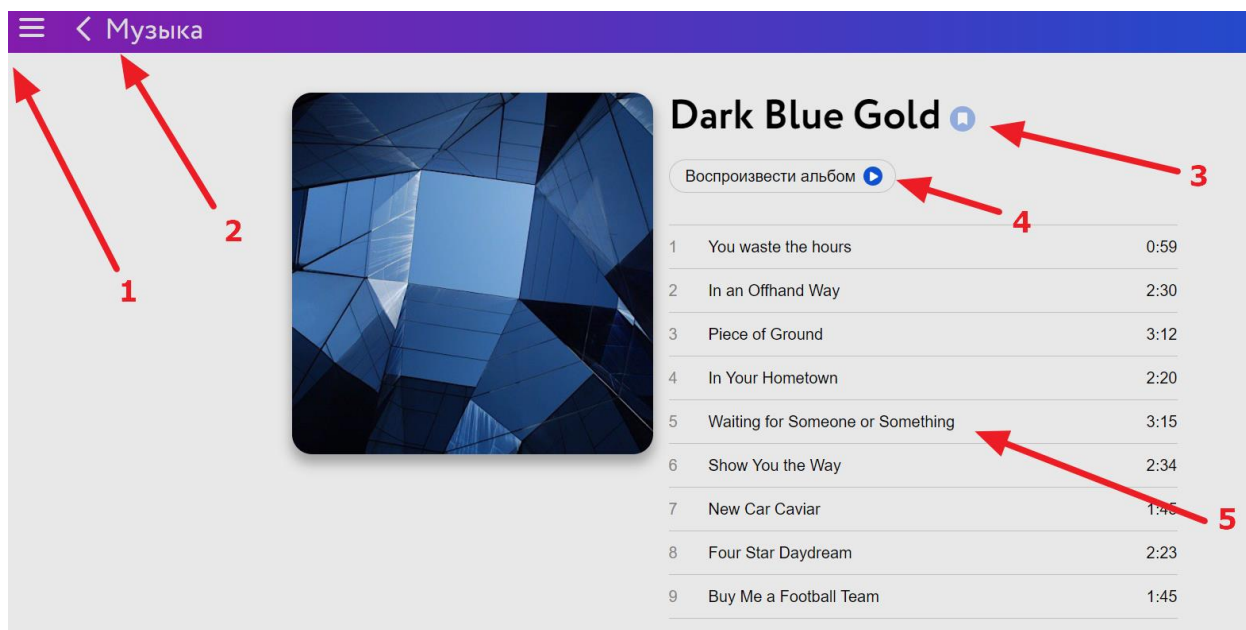 Музыка
Dark Blue Gold
3
Воспроизвести альбом
4
2
1
1 You waste the hours 0:59
2 In an Offhand Way 2:30
3 Piece of Ground 3:12
4 In Your Hometown 2:20
5 Waiting for Someone or Something 3:15
6 Show You the Way 2:34
7 New Car Caviar 1:45
5
8 Four Star Daydream 2:23
9 Buy Me a Football Team 1:45